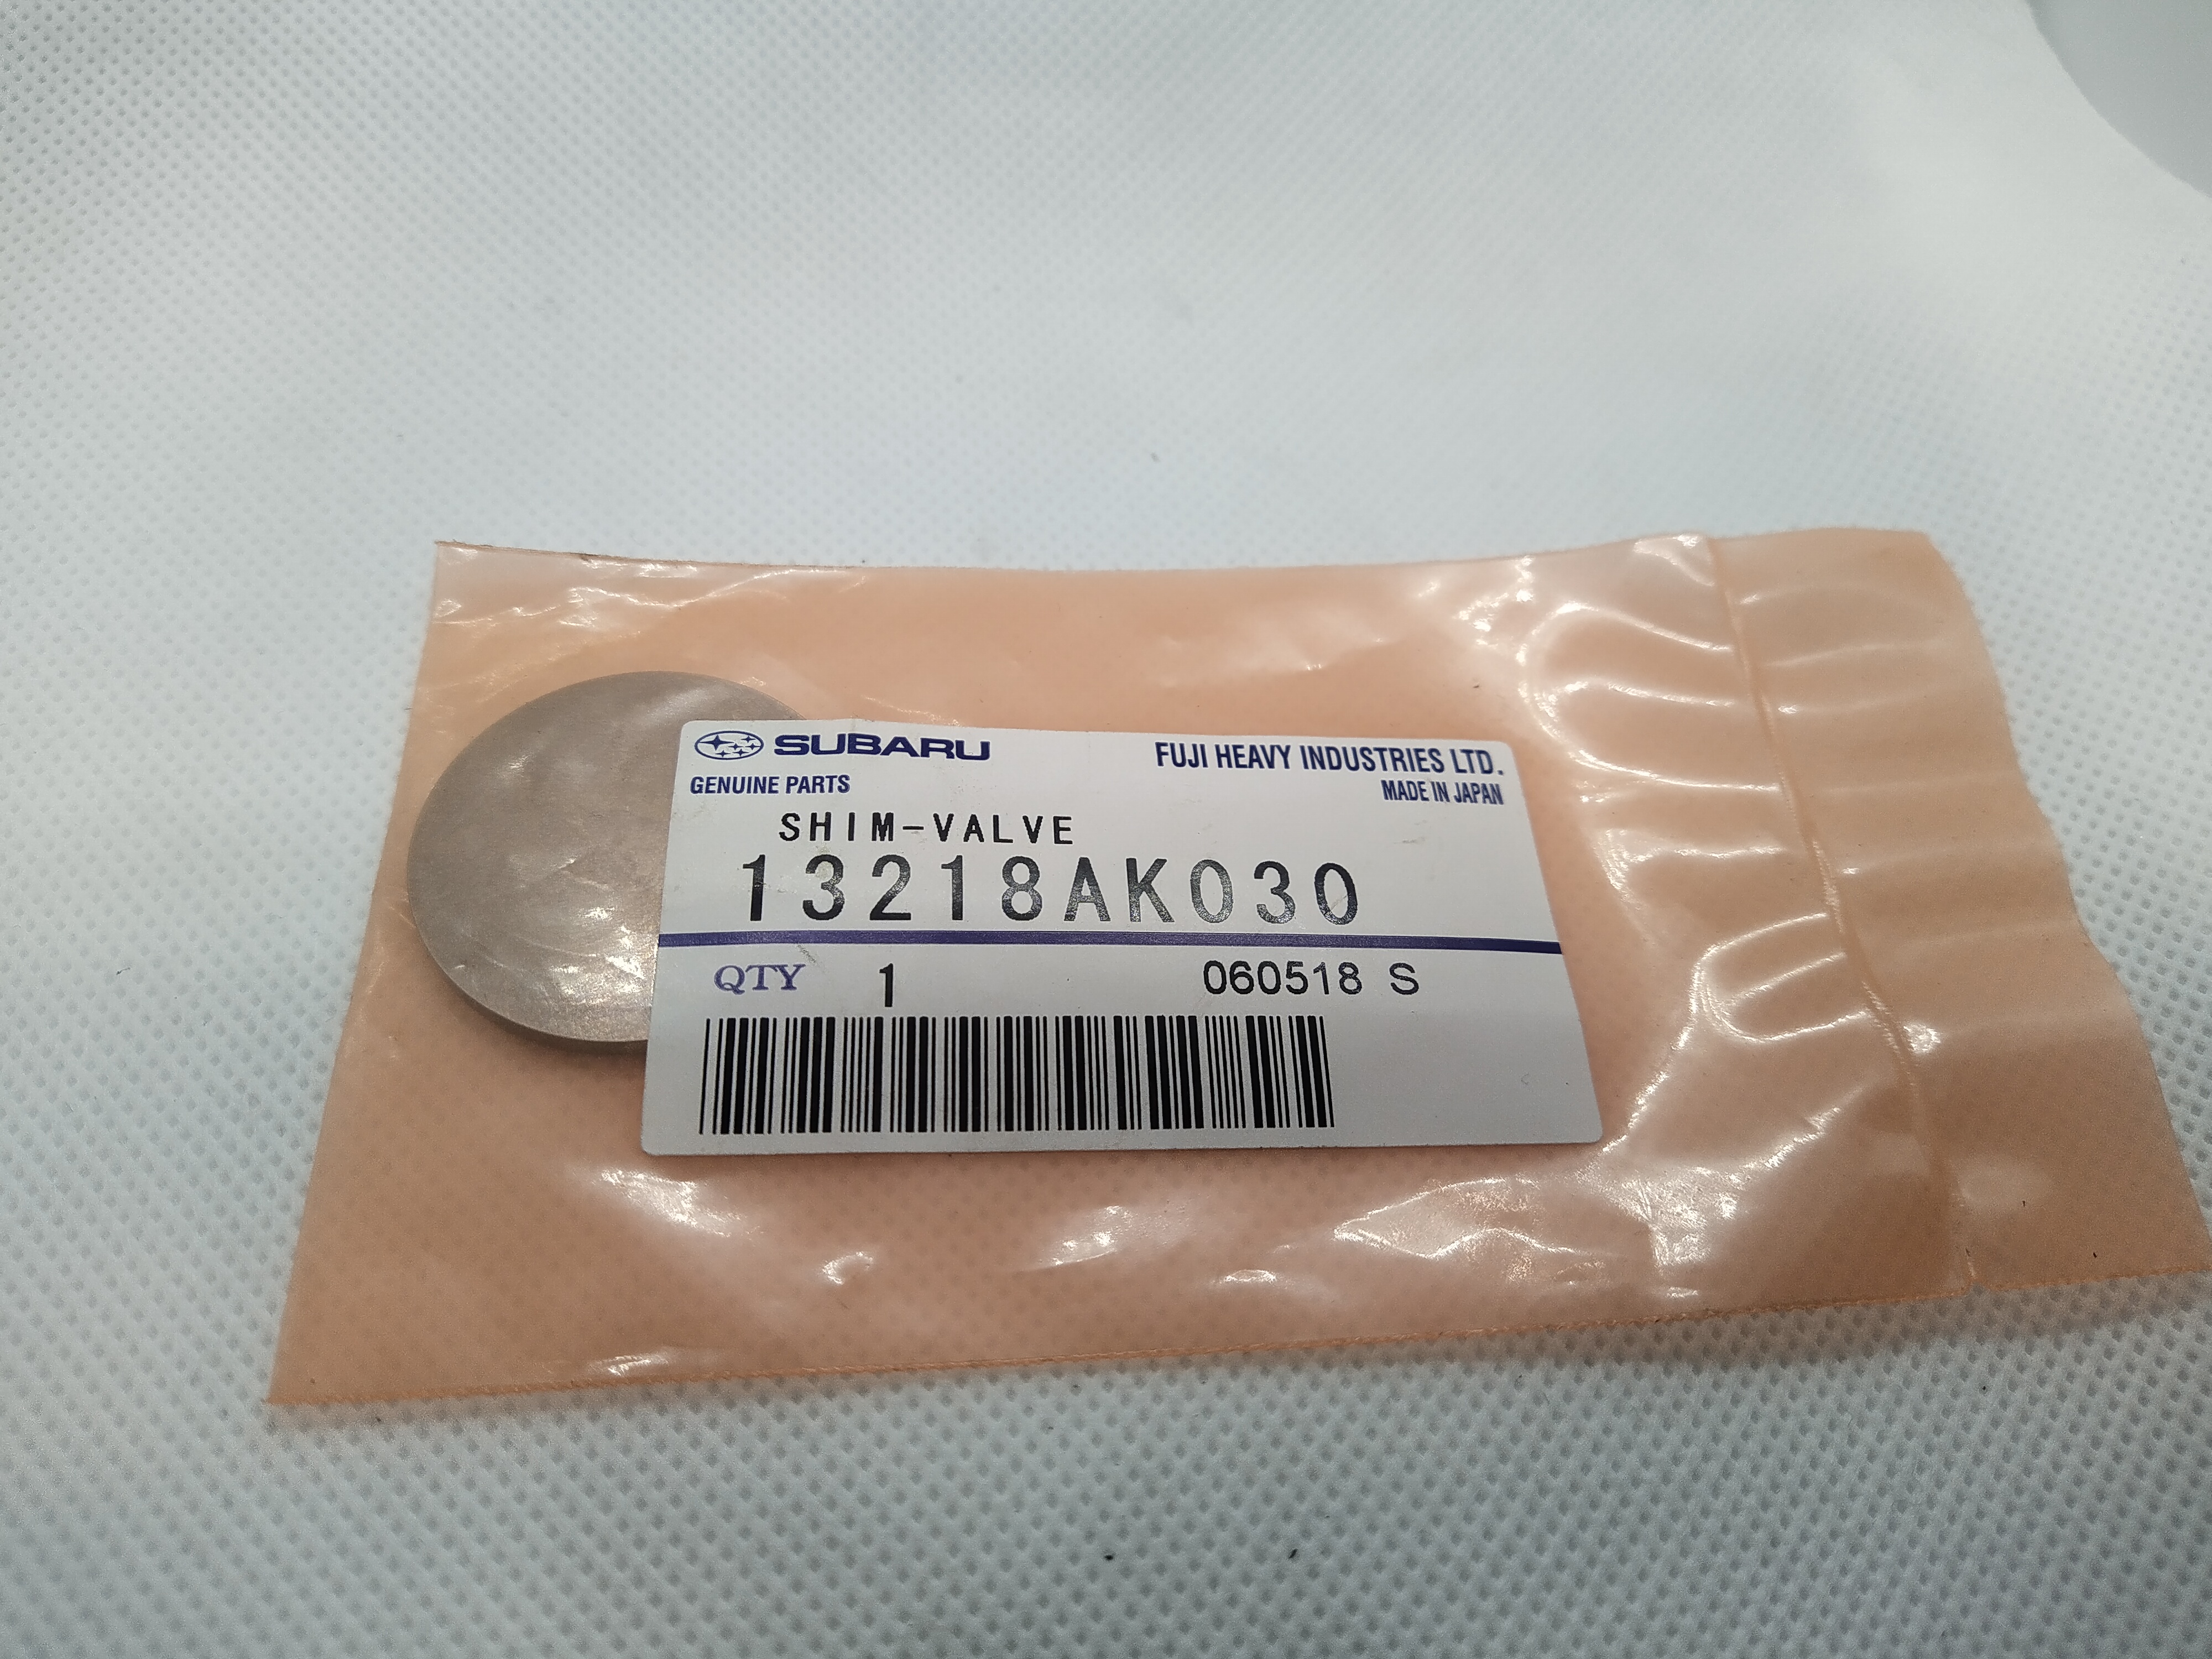 SUBARU FUJI HEAVY INDUSTRIES LTD.
GENUINE PARTS MADE IN JAPAN
SHIM-VALVE
13218AK030
QTY 1 060518 S